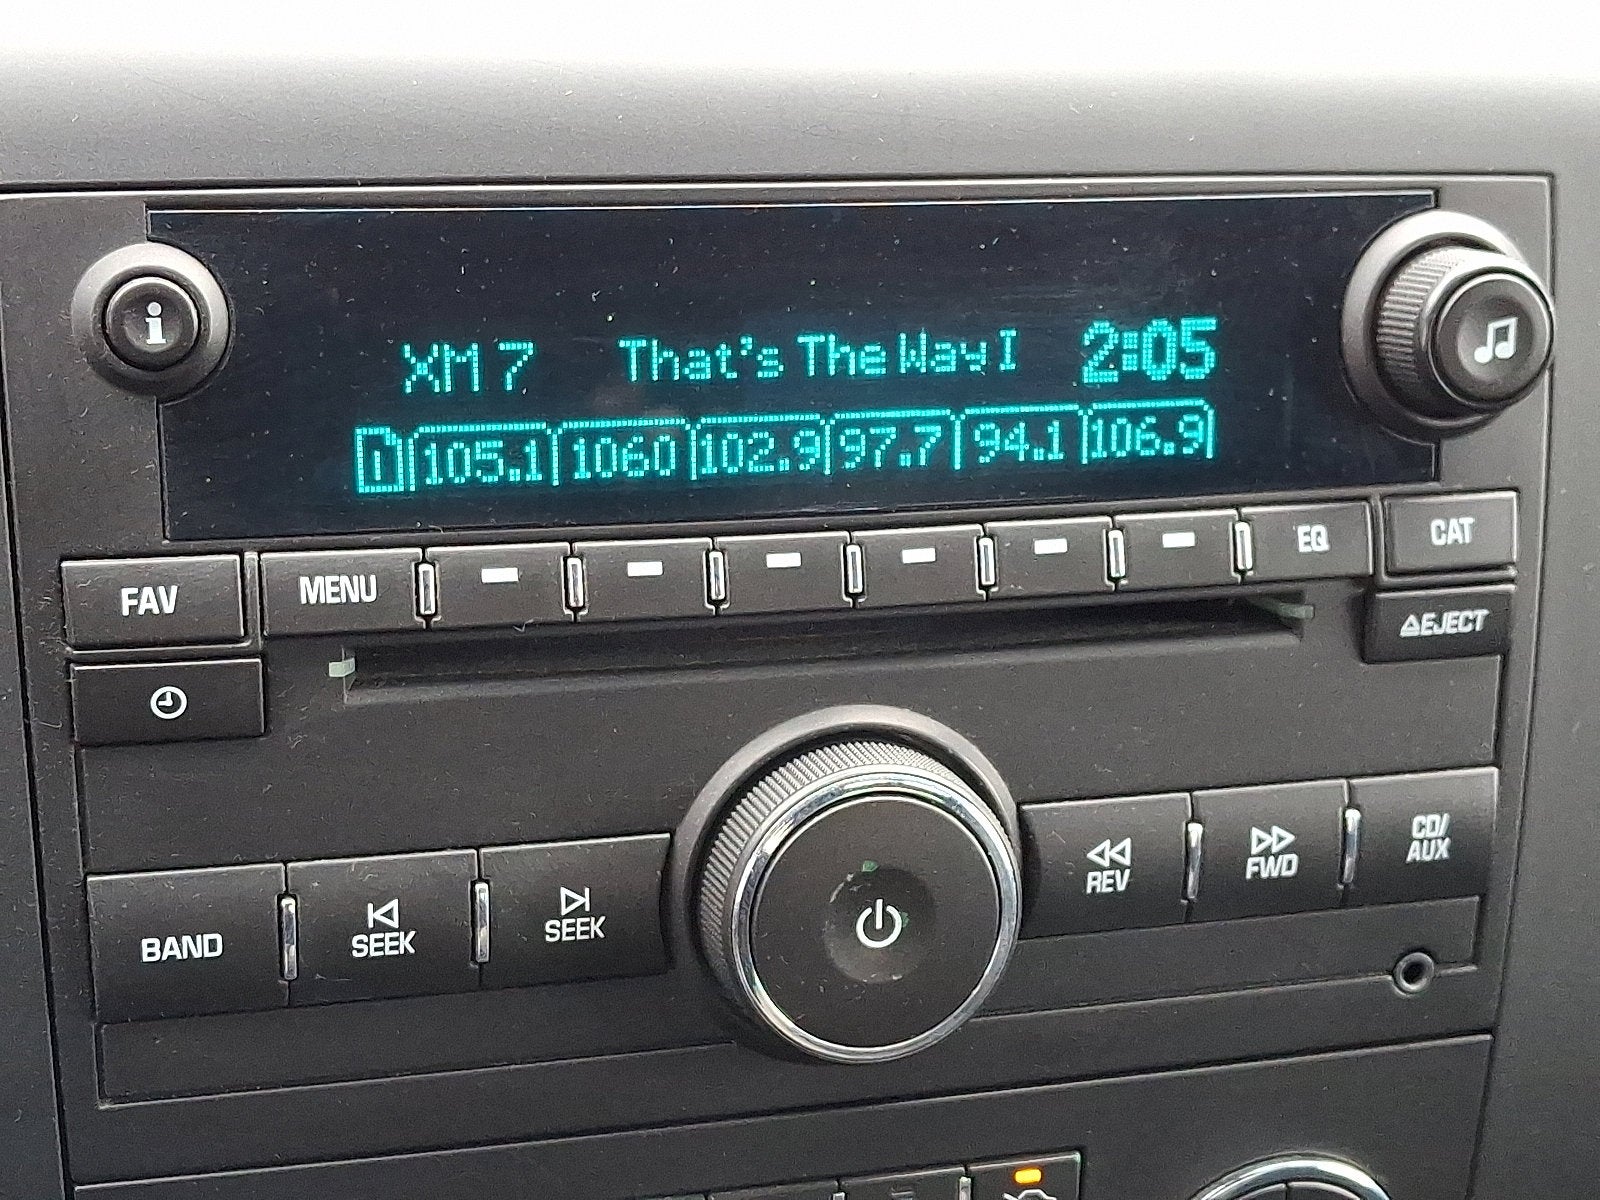 i
XM 7 That's The Way I 2:05
1 105.1 1060 102.9 97.7 94.1 106.9
FAV MENU EQ CAT
EJECT
BAND SEEK SEEK REV FWD CD/
AUX